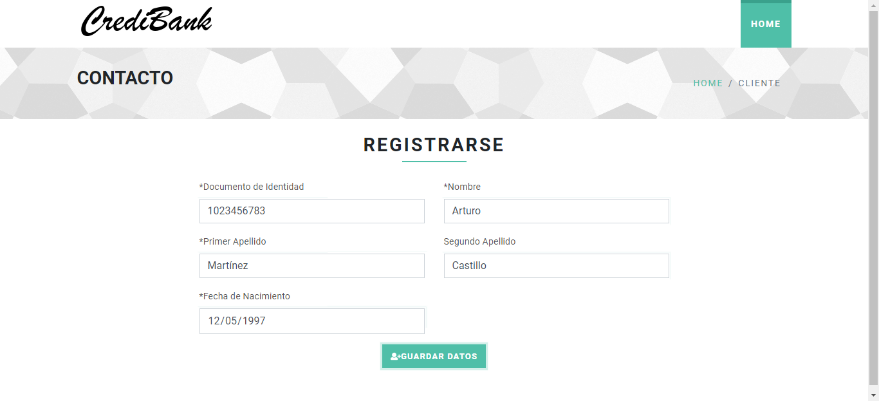 CrediBank
HOME
CONTACTO
HOME / CLIENTE
REGISTRARSE
*Documento de Identidad
*Nombre
1023456783
Arturo
*Primer Apellido
Segundo Apellido
Martínez
Castillo
*Fecha de Nacimiento
12/05/1997
GUARDAR DATOS